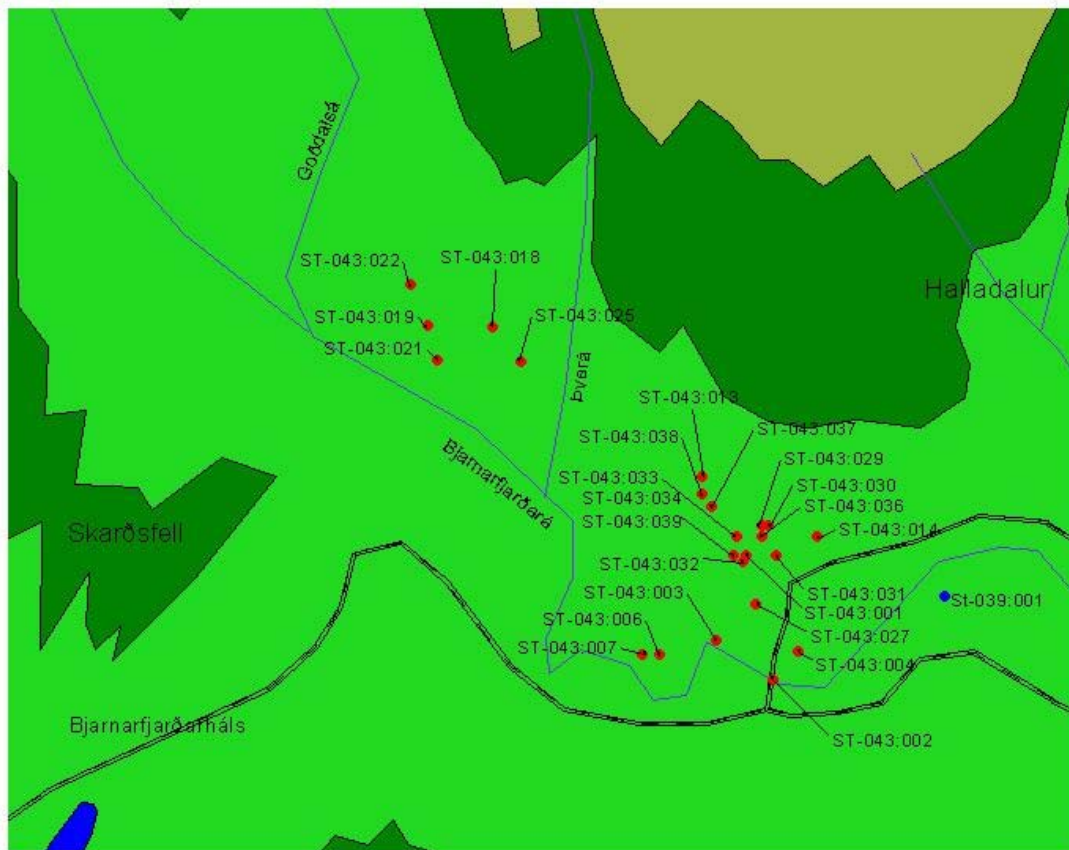 Goðdalsá
ST-043:022
ST-043:018
Halladalur
ST-043:019
ST-043:025
ST-043:021
Þverá
ST-043:013
ST-043:037
ST-043:038
Bjarnarfjarðará
ST-043:029
ST-043:033
ST-043:030
ST-043:034
ST-043:036
ST-043:039
ST-043:014
Skarðsfell
ST-043:032
ST-043:003
ST-043:031
St-039:001
ST-043:001
ST-043:006
ST-043:027
ST-043:007
ST-043:004
Bjarnarfjarðarháls
ST-043:002